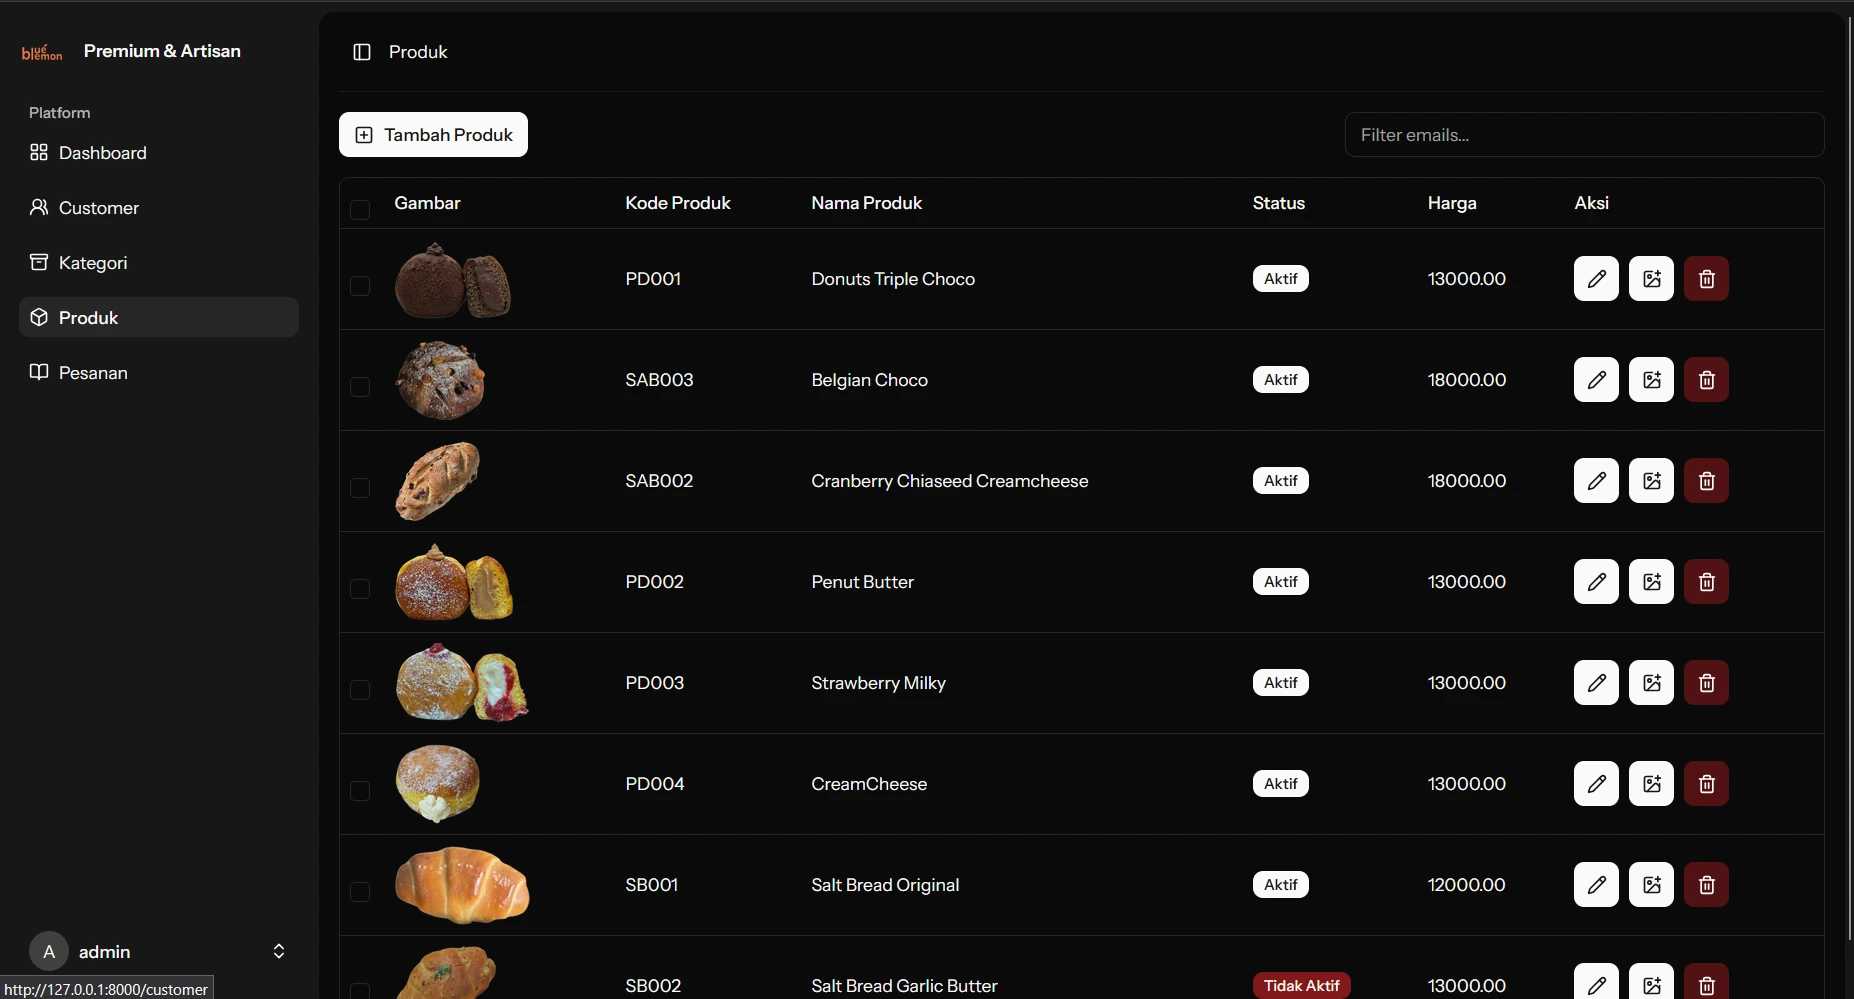 blué
lemon
Premium & Artisan
Platform
Dashboard
Customer
Kategori
Produk
Pesanan
A
admin
http://127.0.0.1:8000/customer
Produk
Tambah Produk
Filter emails...
Gambar Kode Produk Nama Produk Status Harga Aksi
PD001 Donuts Triple Choco Aktif 13000.00
SAB003 Belgian Choco Aktif 18000.00
SAB002 Cranberry Chiaseed Creamcheese Aktif 18000.00
PD002 Penut Butter Aktif 13000.00
PD003 Strawberry Milky Aktif 13000.00
PD004 CreamCheese Aktif 13000.00
SB001 Salt Bread Original Aktif 12000.00
SB002 Salt Bread Garlic Butter Tidak Aktif 13000.00